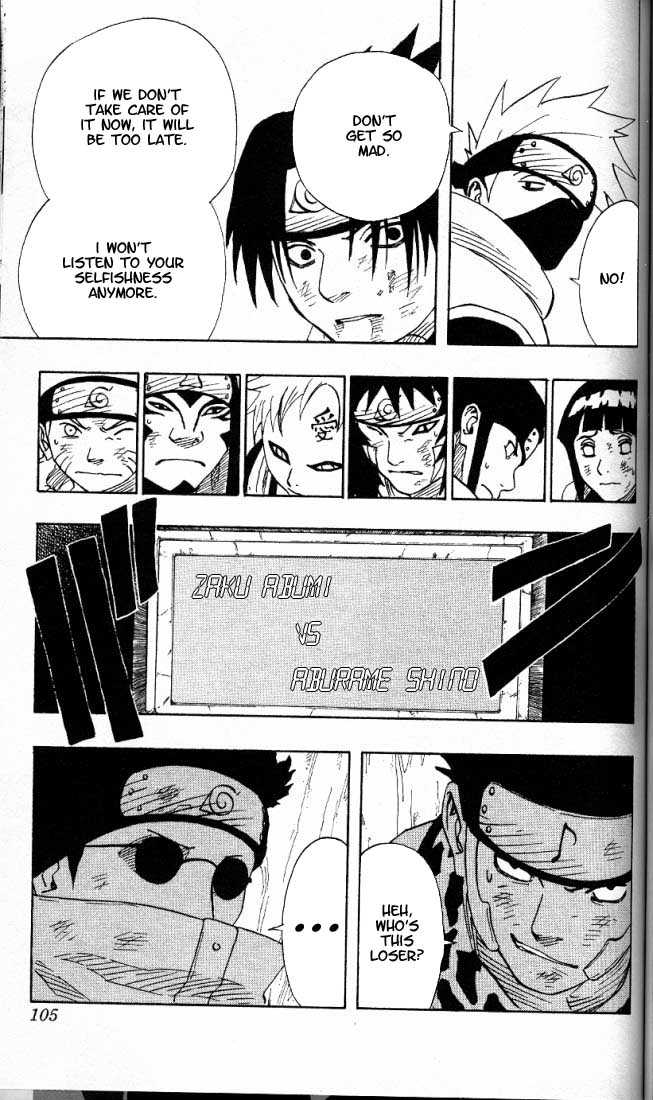 NO!
DON'T
GET SO
MAD.
IF WE DON'T
TAKE CARE OF
IT NOW, IT WILL
BE TOO LATE.
I WON'T
LISTEN TO YOUR
SELFISHNESS
ANYMORE.
愛
ZAKU ABUMI
VS
ABURAME SHINO
HEH,
WHO'S
THIS
LOSER?
...
105